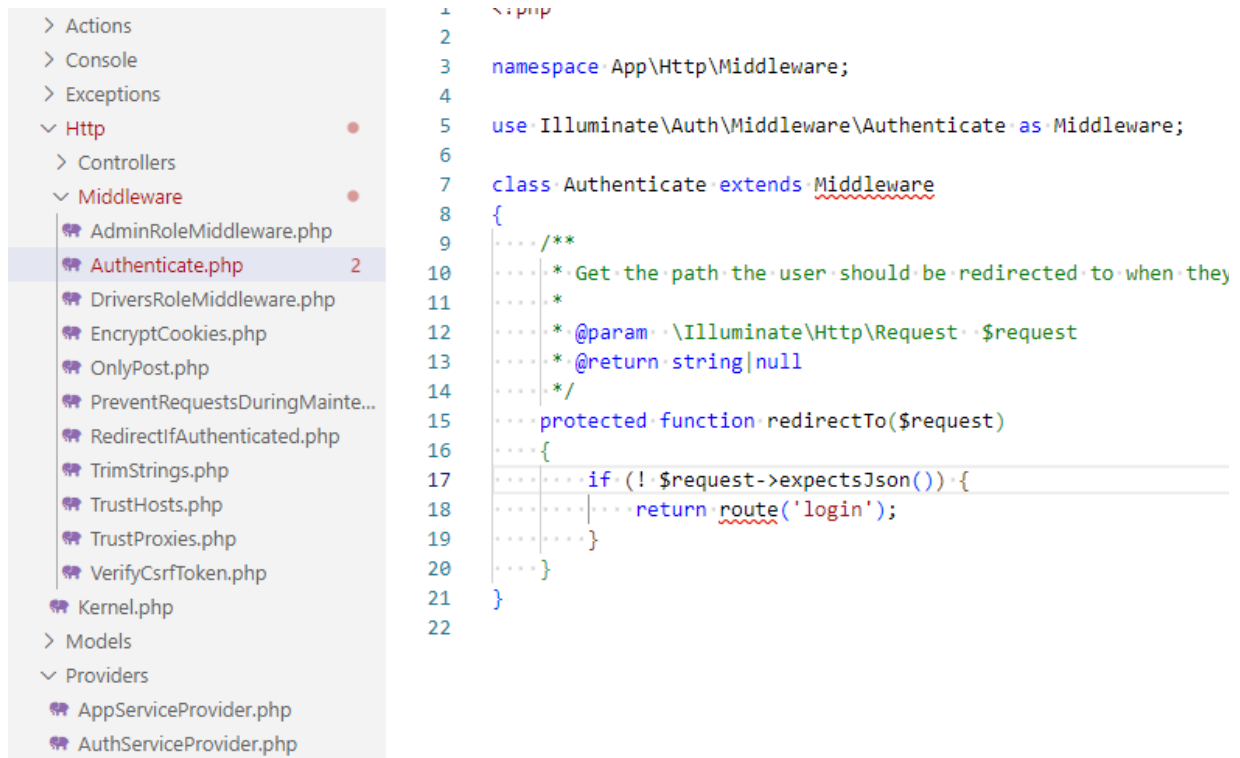 Actions
Console
Exceptions
Http
Controllers
Middleware
AdminRoleMiddleware.php
Authenticate.php 2
DriversRoleMiddleware.php
EncryptCookies.php
OnlyPost.php
PreventRequestsDuringMainte...
RedirectIfAuthenticated.php
TrimStrings.php
TrustHosts.php
TrustProxies.php
VerifyCsrfToken.php
Kernel.php
Models
Providers
AppServiceProvider.php
AuthServiceProvider.php
1 <?php
2
3 namespace App\Http\Middleware;
4
5 use Illuminate\Auth\Middleware\Authenticate as Middleware;
6
7 class Authenticate extends Middleware
8 {
9     /**
10      * Get the path the user should be redirected to when they
11      *
12      * @param  \Illuminate\Http\Request  $request
13      * @return string|null
14      */
15     protected function redirectTo($request)
16     {
17         if (! $request->expectsJson()) {
18             return route('login');
19         }
20     }
21 }
22